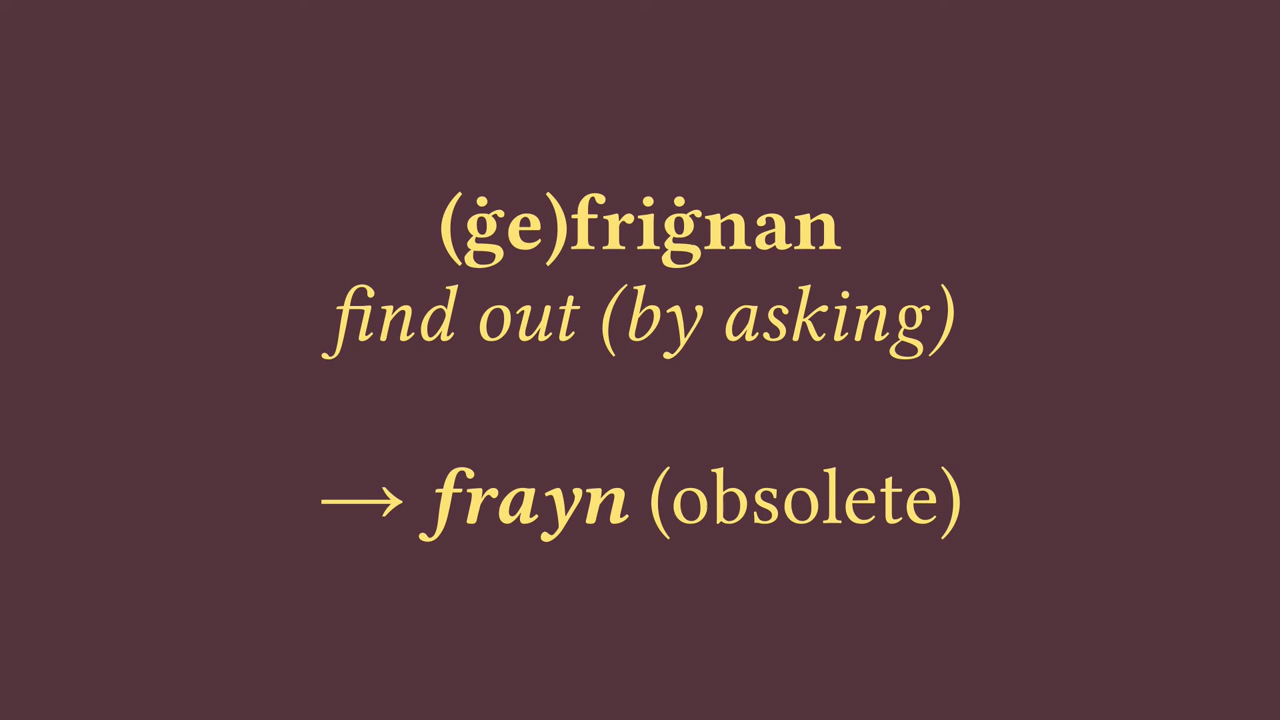 (ġe)friġnan
find out (by asking)
→ frayn (obsolete)